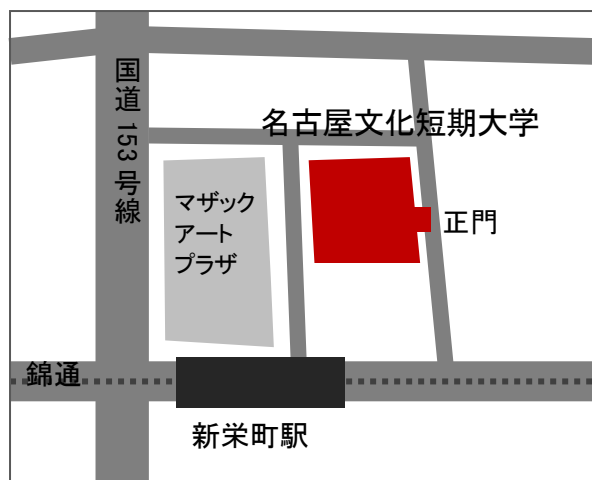 国道153号線
名古屋文化短期大学
マザック
アート
プラザ
正門
錦通
新栄町駅